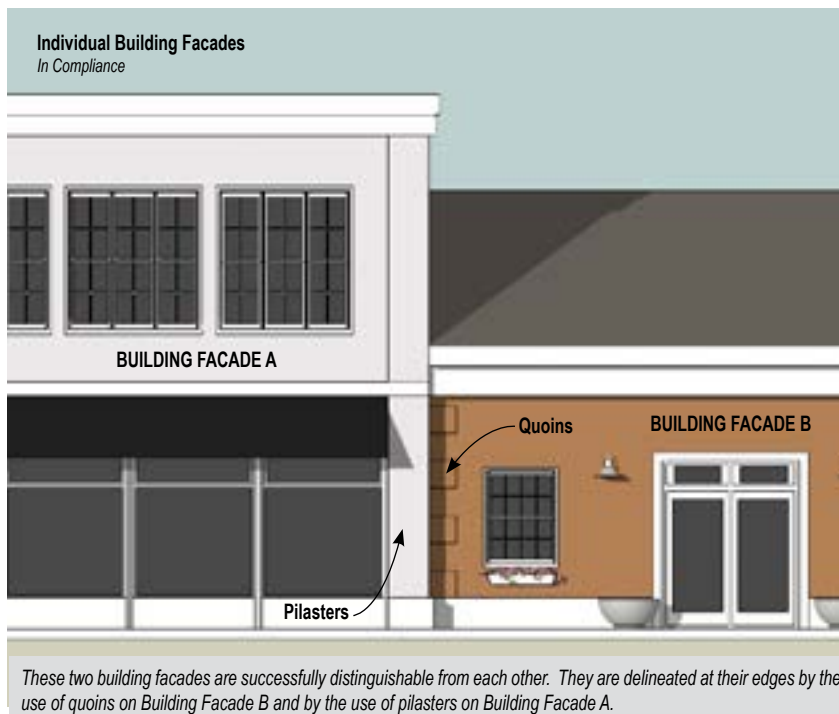 Individual Building Facades
In Compliance
BUILDING FACADE A
Quoins
BUILDING FACADE B
Pilasters
These two building facades are successfully distinguishable from each other. They are delineated at their edges by the
use of quoins on Building Facade B and by the use of pilasters on Building Facade A.